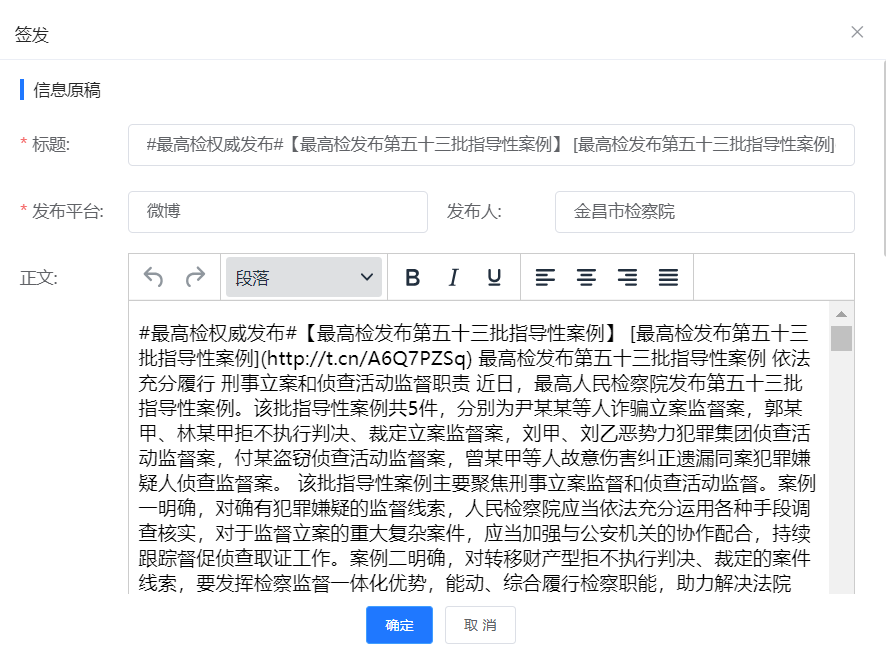 签发
信息原稿
* 标题: #最高检权威发布#【最高检发布第五十三批指导性案例】 [最高检发布第五十三批指导性案例]
* 发布平台: 微博 发布人: 金昌市检察院
正文: 段落 B I U
#最高检权威发布#【最高检发布第五十三批指导性案例】 [最高检发布第五十三
批指导性案例](http://t.cn/A6Q7PZSq) 最高检发布第五十三批指导性案例 依法
充分履行 刑事立案和侦查活动监督职责 近日，最高人民检察院发布第五十三批
指导性案例。该批指导性案例共5件，分别为尹某某等人诈骗立案监督案，郭某
甲、林某甲拒不执行判决、裁定立案监督案，刘甲、刘乙恶势力犯罪集团侦查活
动监督案，付某盗窃侦查活动监督案，曾某甲等人故意伤害纠正遗漏同案犯罪嫌
疑人侦查监督案。 该批指导性案例主要聚焦刑事立案监督和侦查活动监督。案例
一明确，对确有犯罪嫌疑的监督线索，人民检察院应当依法充分运用各种手段调
查核实，对于监督立案的重大复杂案件，应当加强与公安机关的协作配合，持续
跟踪督促侦查取证工作。案例二明确，对转移财产型拒不执行判决、裁定的案件
线索，要发挥检察监督一体化优势，能动、综合履行检察职能，助力解决法院
确定 取 消